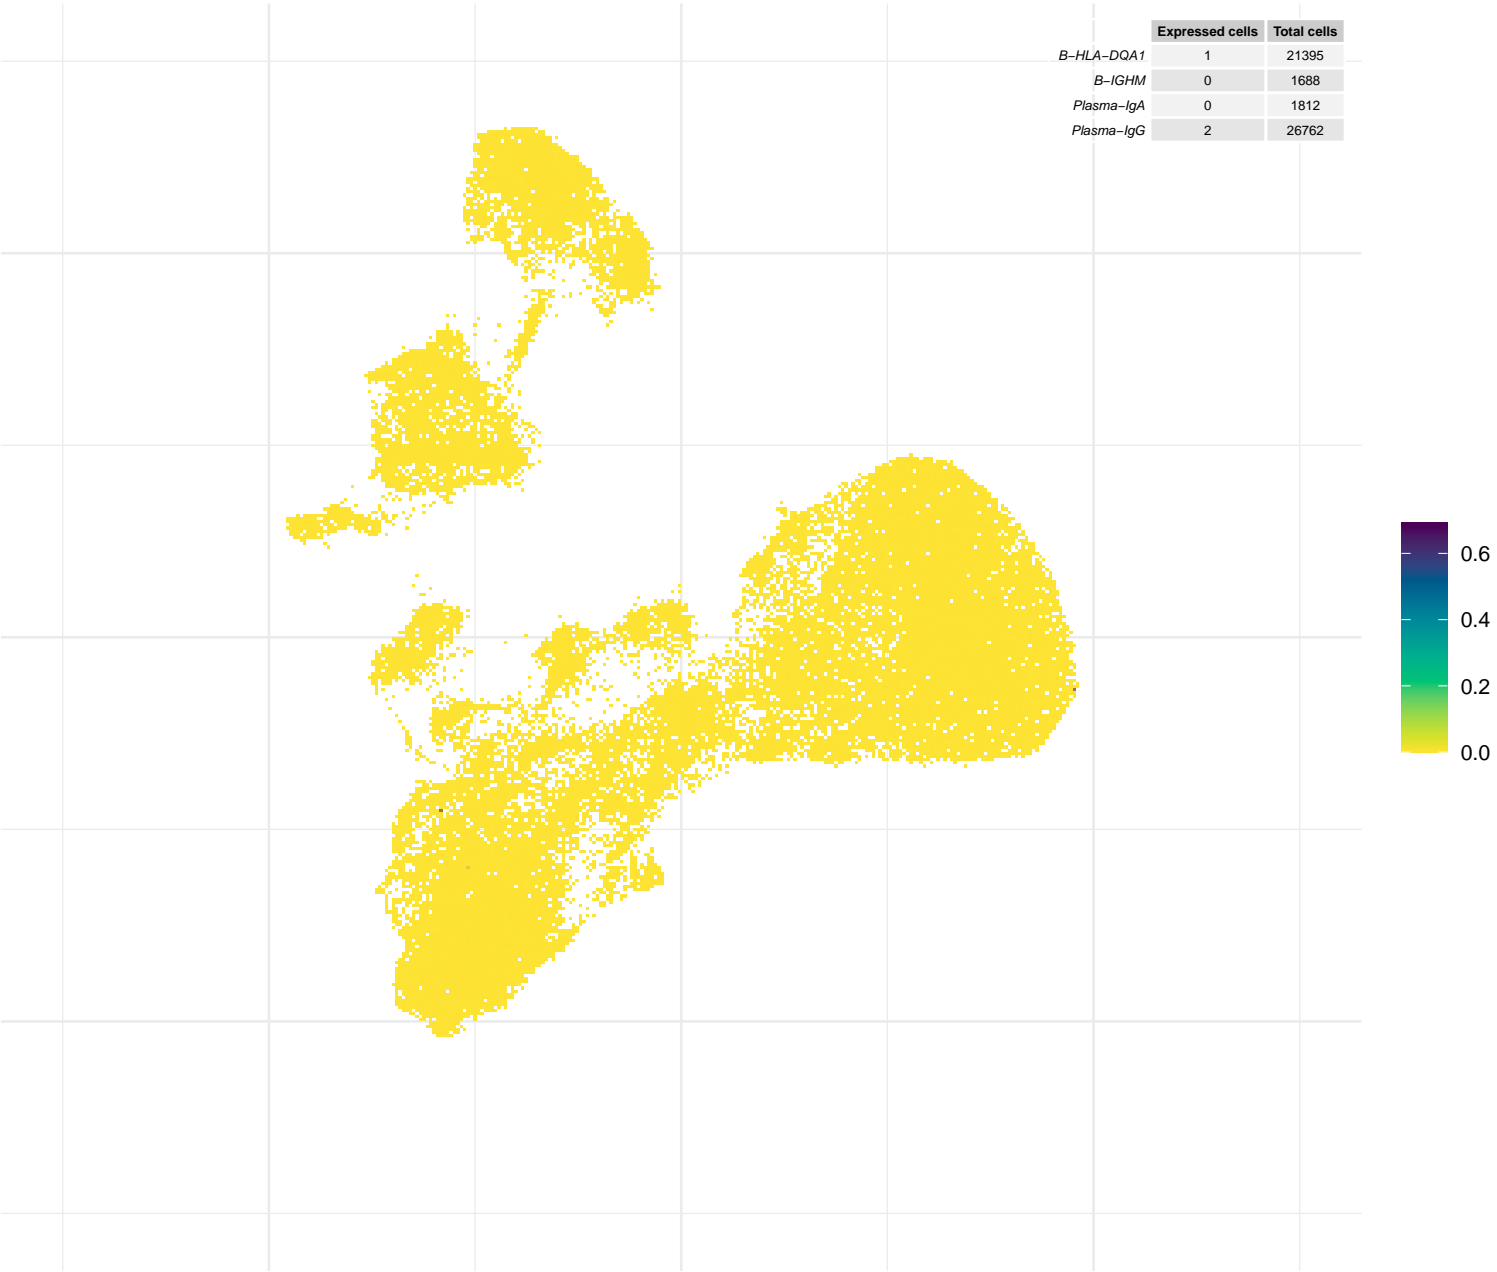 Expressed cells Total cells
B-HLA-DQA1 1 21395
B-IGHM 0 1688
Plasma-IgA 0 1812
Plasma-IgG 2 26762
0.6
0.4
0.2
0.0